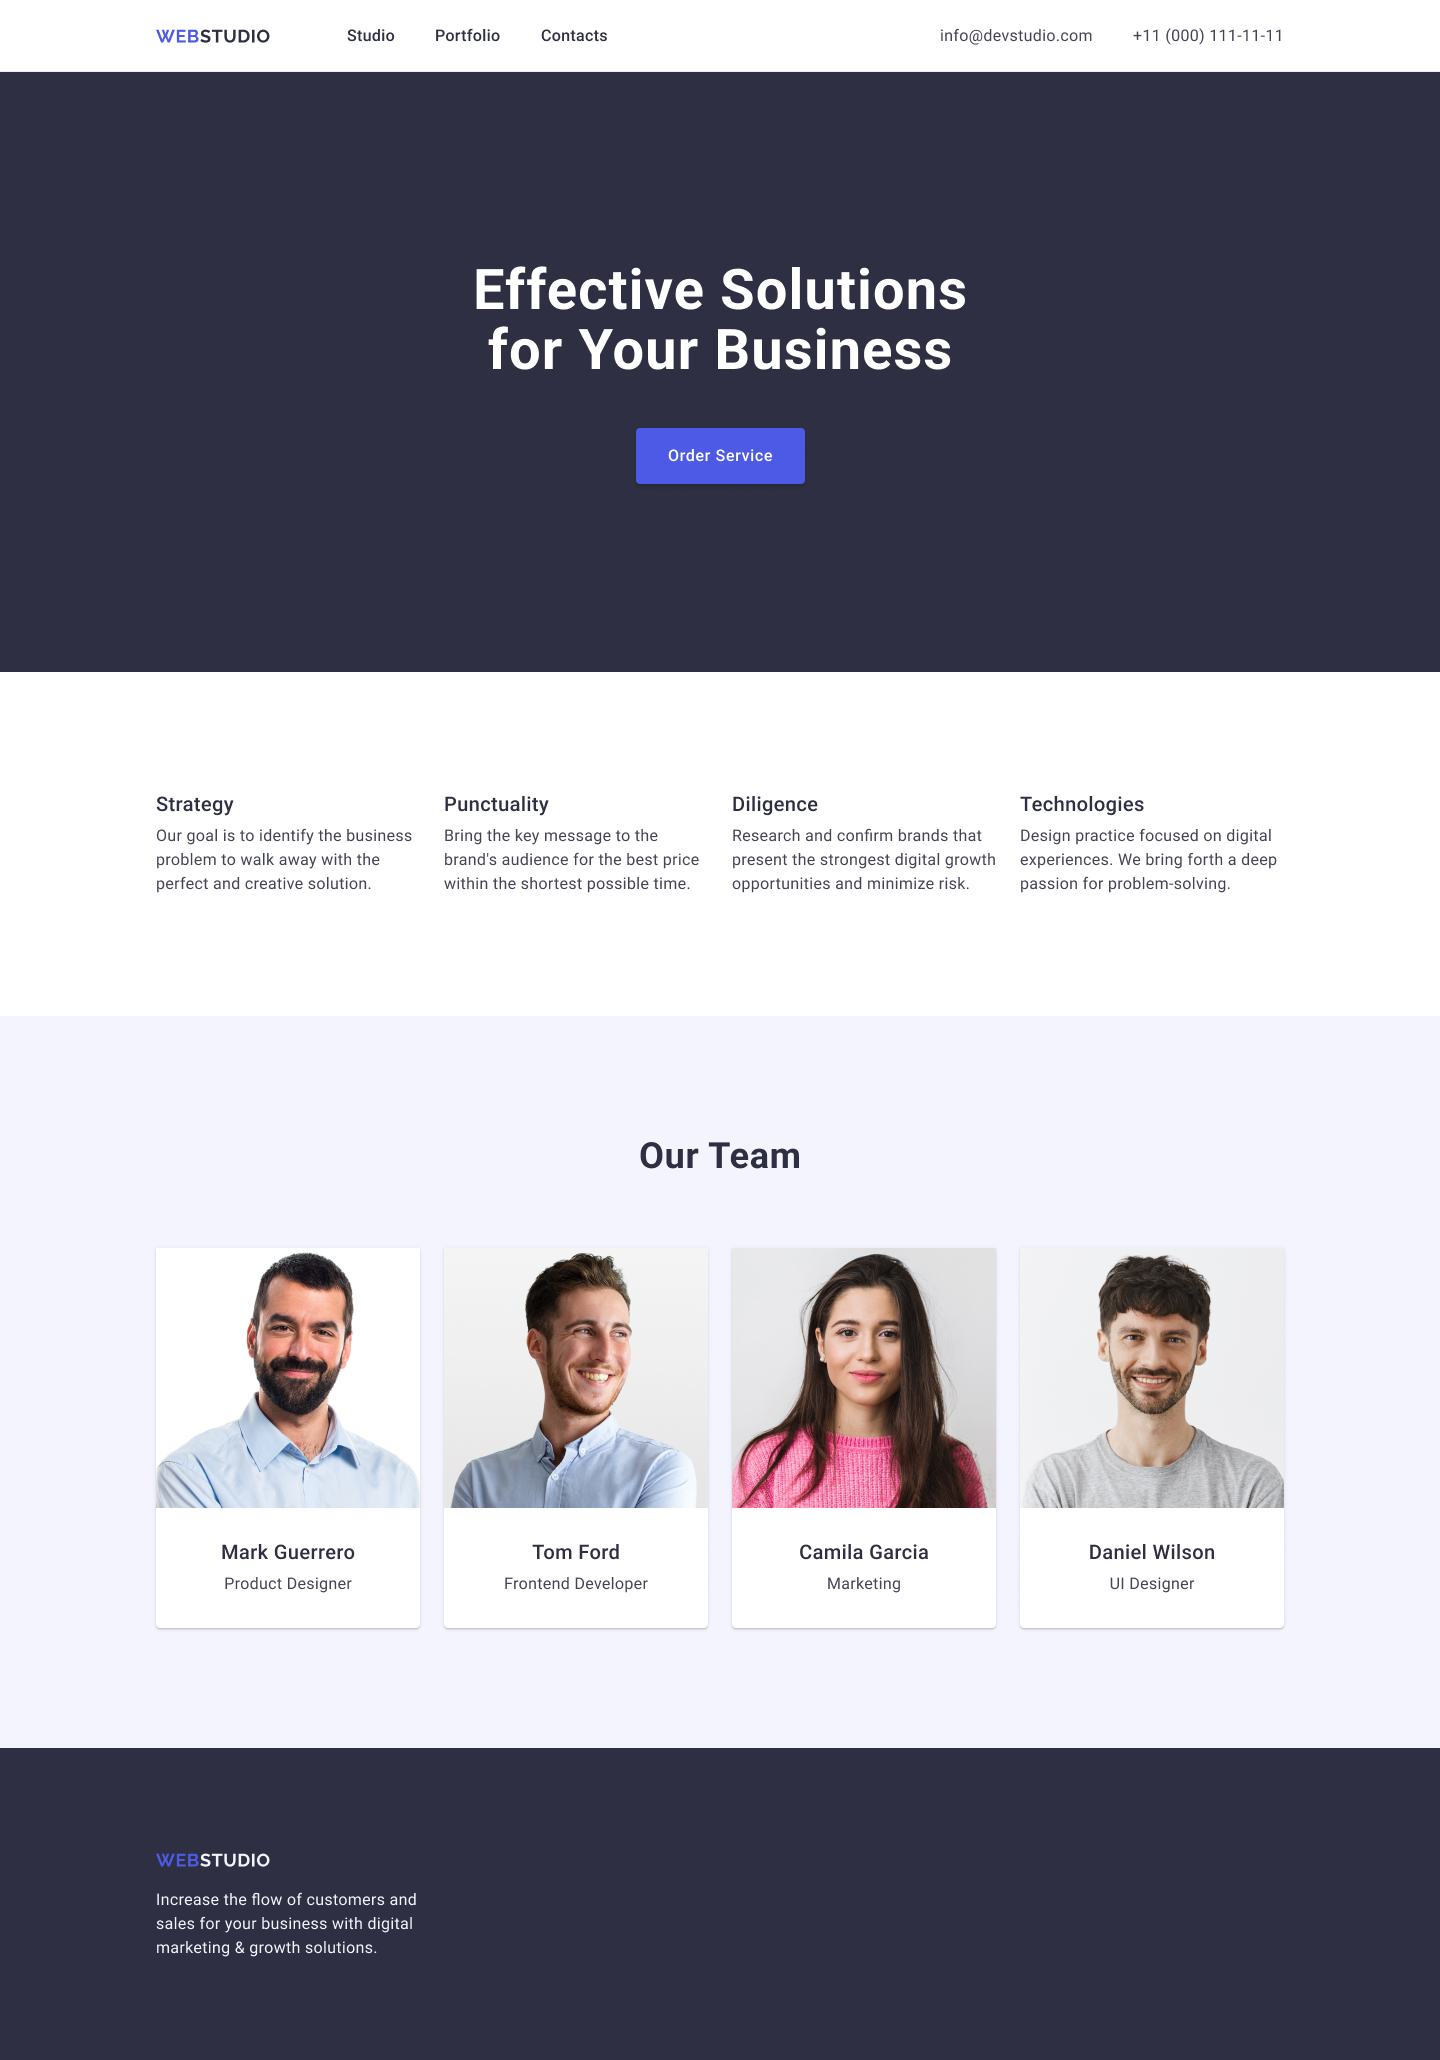 WEBSTUDIO Studio Portfolio Contacts info@devstudio.com +11 (000) 111-11-11
Effective Solutions
for Your Business
Order Service
Strategy
Our goal is to identify the business
problem to walk away with the
perfect and creative solution.
Punctuality
Bring the key message to the
brand's audience for the best price
within the shortest possible time.
Diligence
Research and confirm brands that
present the strongest digital growth
opportunities and minimize risk.
Technologies
Design practice focused on digital
experiences. We bring forth a deep
passion for problem-solving.
Our Team
Mark Guerrero
Product Designer
Tom Ford
Frontend Developer
Camila Garcia
Marketing
Daniel Wilson
UI Designer
WEBSTUDIO
Increase the flow of customers and
sales for your business with digital
marketing & growth solutions.